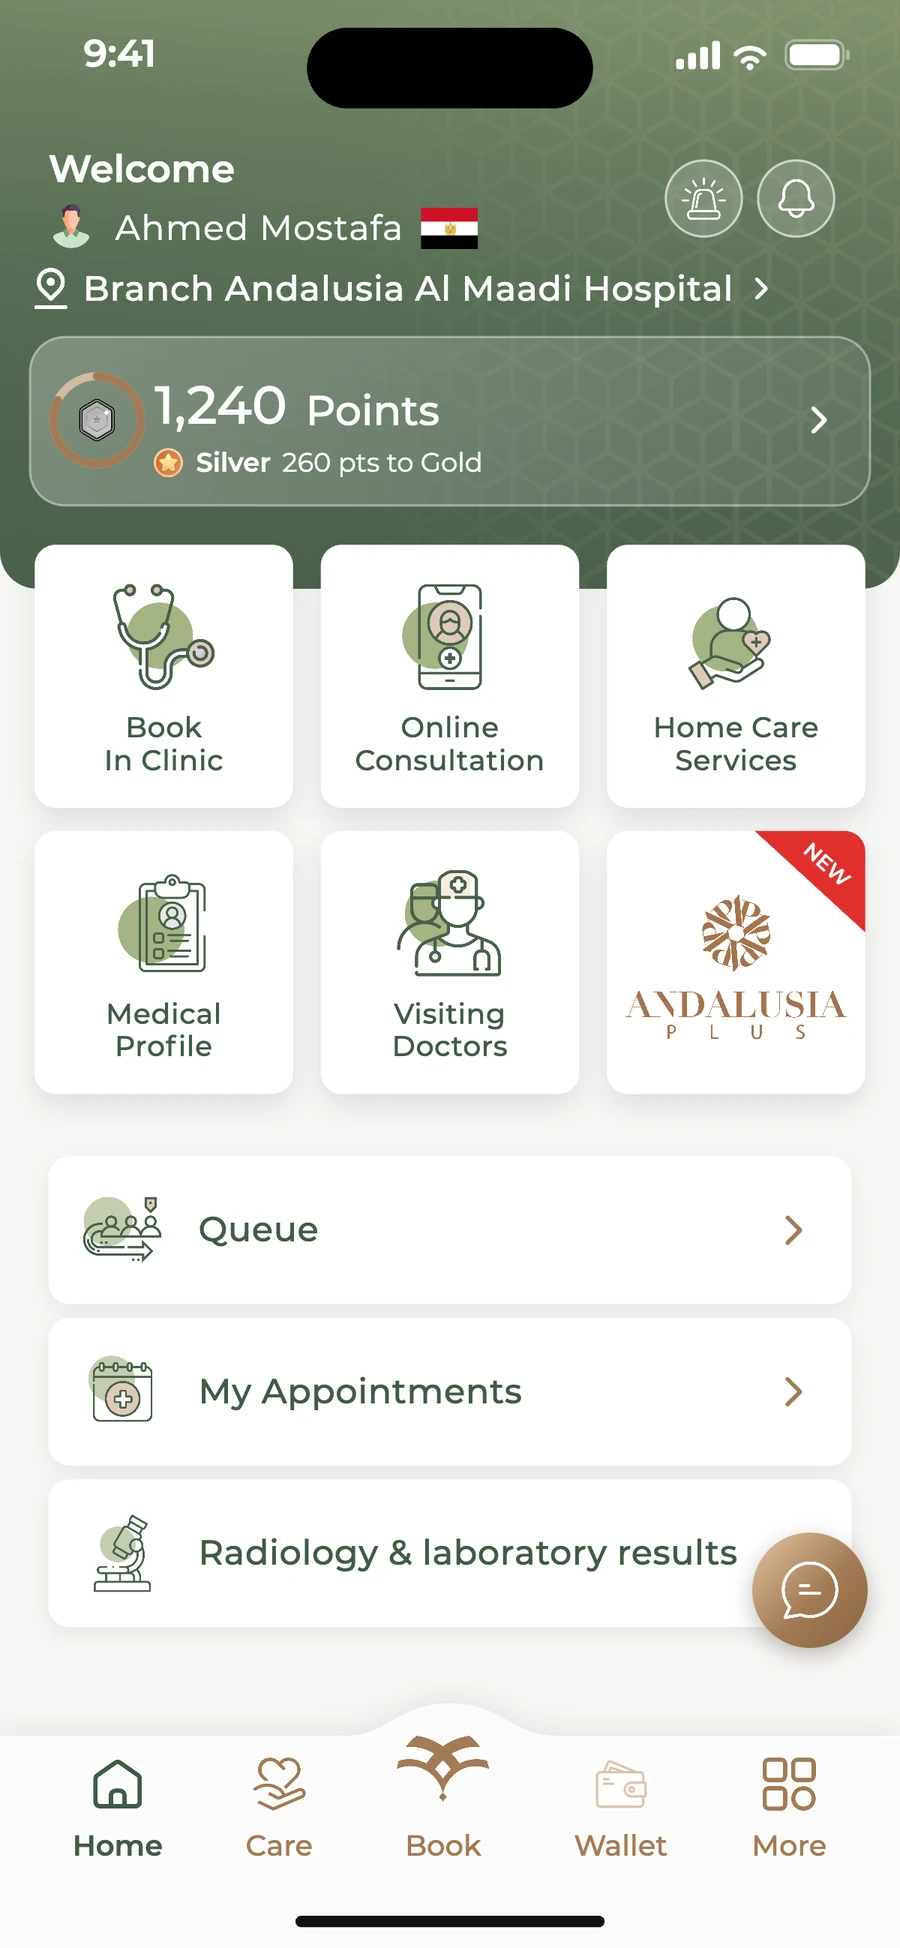 9:41
Welcome
Ahmed Mostafa
Branch Andalusia Al Maadi Hospital
1,240 Points
Silver 260 pts to Gold
Book
In Clinic
Online
Consultation
Home Care
Services
Medical
Profile
Visiting
Doctors
NEW
ANDALUSIA
PLUS
Queue
My Appointments
Radiology & laboratory results
Home
Care
Book
Wallet
More